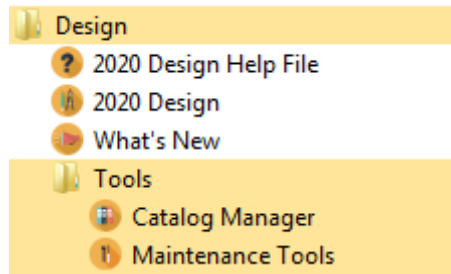 Design
2020 Design Help File
2020 Design
What's New
Tools
Catalog Manager
Maintenance Tools